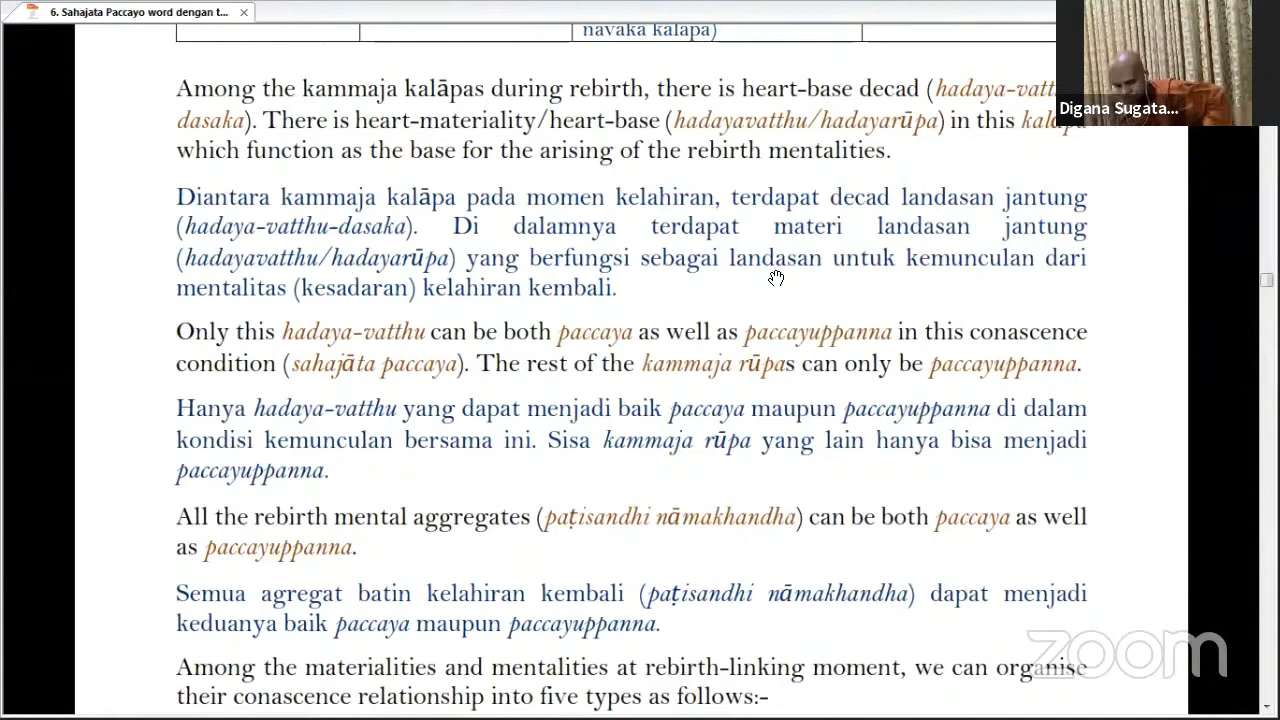 6. Sahajata Paccayo word dengan t...
navaka kalapa)
Among the kammaja kalāpas during rebirth, there is heart-base decad (hadaya-vatt
dasaka). There is heart-materiality/heart-base (hadayavatthu/hadayarūpa) in this kalāpa
which function as the base for the arising of the rebirth mentalities.
Diantara kammaja kalāpa pada momen kelahiran, terdapat decad landasan jantung
(hadaya-vatthu-dasaka). Di dalamnya terdapat materi landasan jantung
(hadayavatthu/hadayarūpa) yang berfungsi sebagai landasan untuk kemunculan dari
mentalitas (kesadaran) kelahiran kembali.
Only this hadaya-vatthu can be both paccaya as well as paccayuppanna in this conascence
condition (sahajāta paccaya). The rest of the kammaja rūpas can only be paccayuppanna.
Hanya hadaya-vatthu yang dapat menjadi baik paccaya maupun paccayuppanna di dalam
kondisi kemunculan bersama ini. Sisa kammaja rūpa yang lain hanya bisa menjadi
paccayuppanna.
All the rebirth mental aggregates (paṭisandhi nāmakhandha) can be both paccaya as well
as paccayuppanna.
Semua agregat batin kelahiran kembali (paṭisandhi nāmakhandha) dapat menjadi
keduanya baik paccaya maupun paccayuppanna.
Among the materialities and mentalities at rebirth-linking moment, we can organise
their conascence relationship into five types as follows:-
Digana Sugata...
zoom